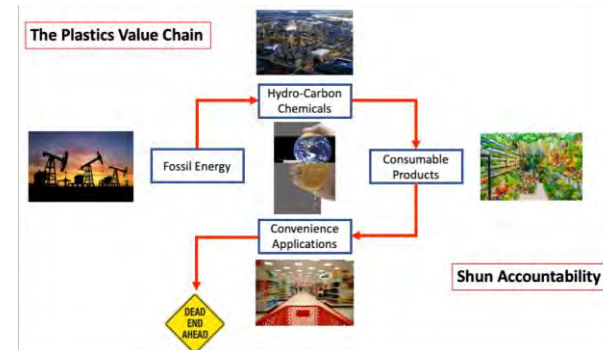 The Plastics Value Chain
Hydro-Carbon
Chemicals
Fossil Energy
Consumable
Products
Convenience
Applications
Shun Accountability
DEAD
END
AHEAD